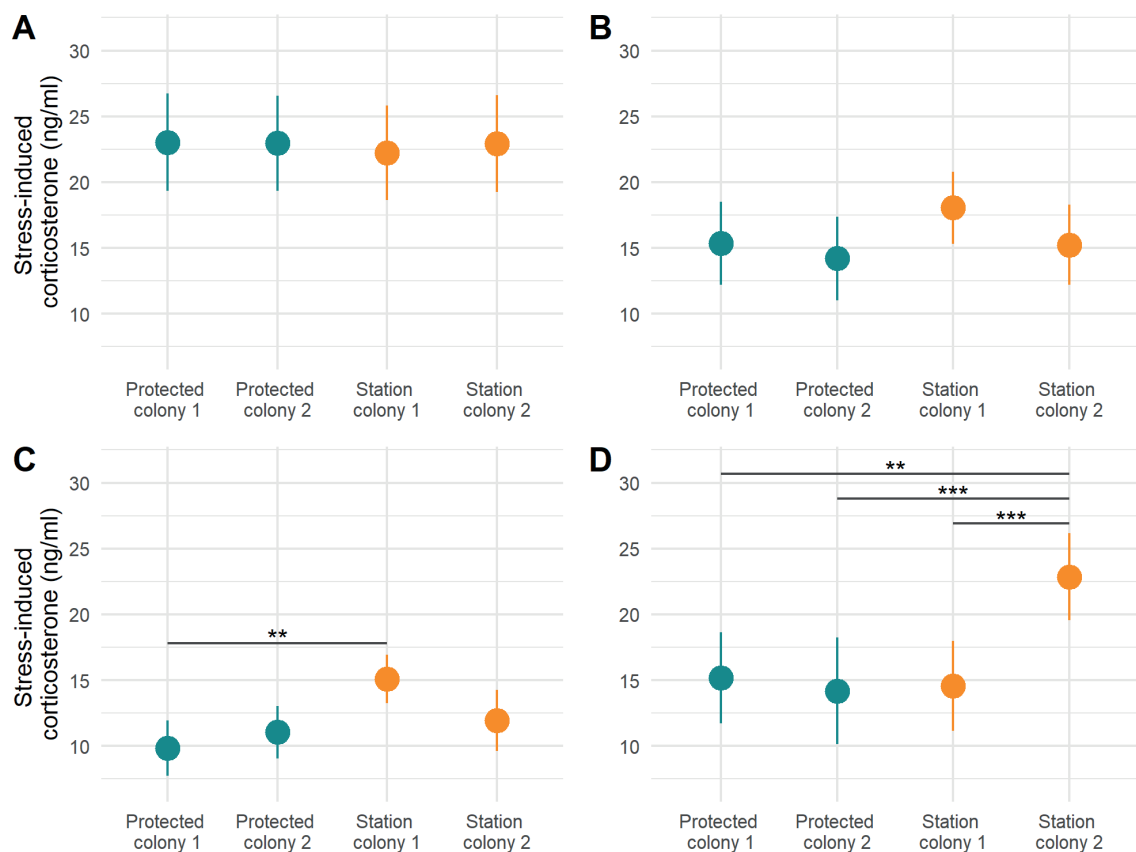 A
Stress-induced
corticosterone (ng/ml)
30
25
20
15
10
Protected
colony 1
Protected
colony 2
Station
colony 1
Station
colony 2
B
30
25
20
15
10
Protected
colony 1
Protected
colony 2
Station
colony 1
Station
colony 2
C
Stress-induced
corticosterone (ng/ml)
30
25
20
15
10
**
Protected
colony 1
Protected
colony 2
Station
colony 1
Station
colony 2
D
30
25
20
15
10
**
***
***
Protected
colony 1
Protected
colony 2
Station
colony 1
Station
colony 2